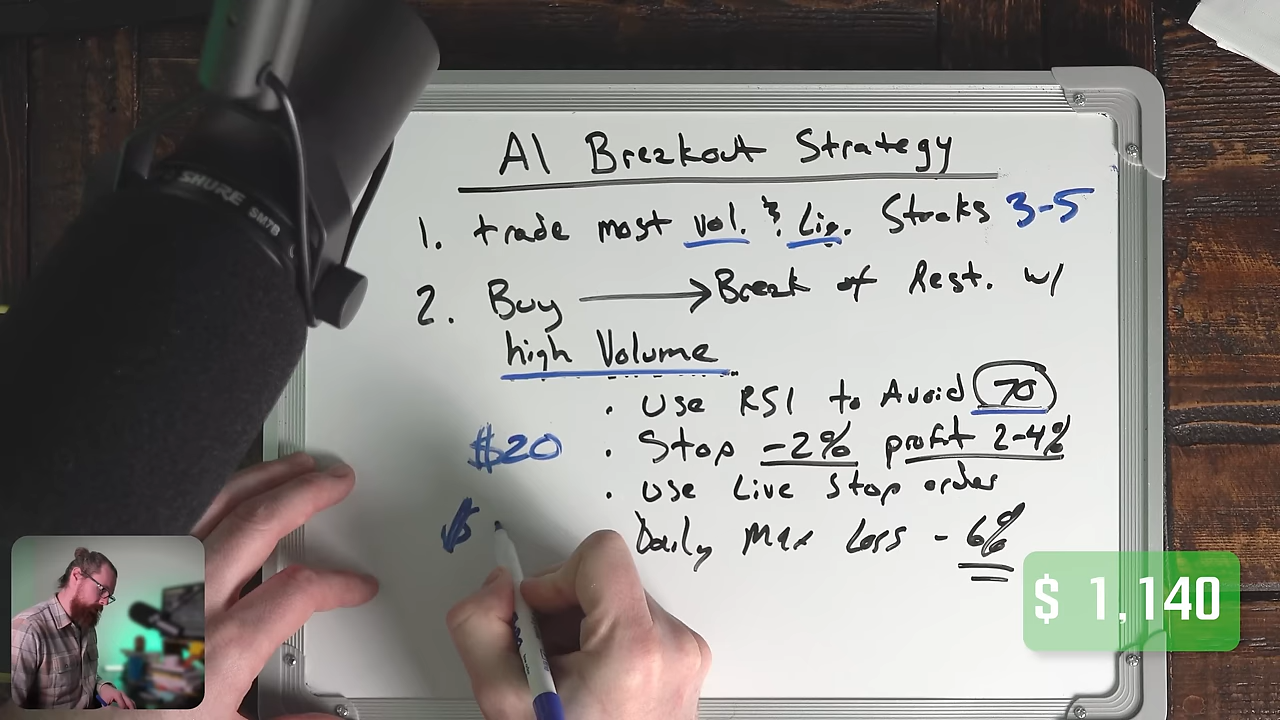 SHURE SM7B
AI Breakout Strategy
1. trade most vol. & Liq. Stocks 3-5
2. Buy → Break of Rest. w/
high Volume
• Use RSI to Avoid 70
$20 • Stop -2% profit 2-4%
• Use Live Stop order
$ Daily Max Loss - 6%
$ 1,140